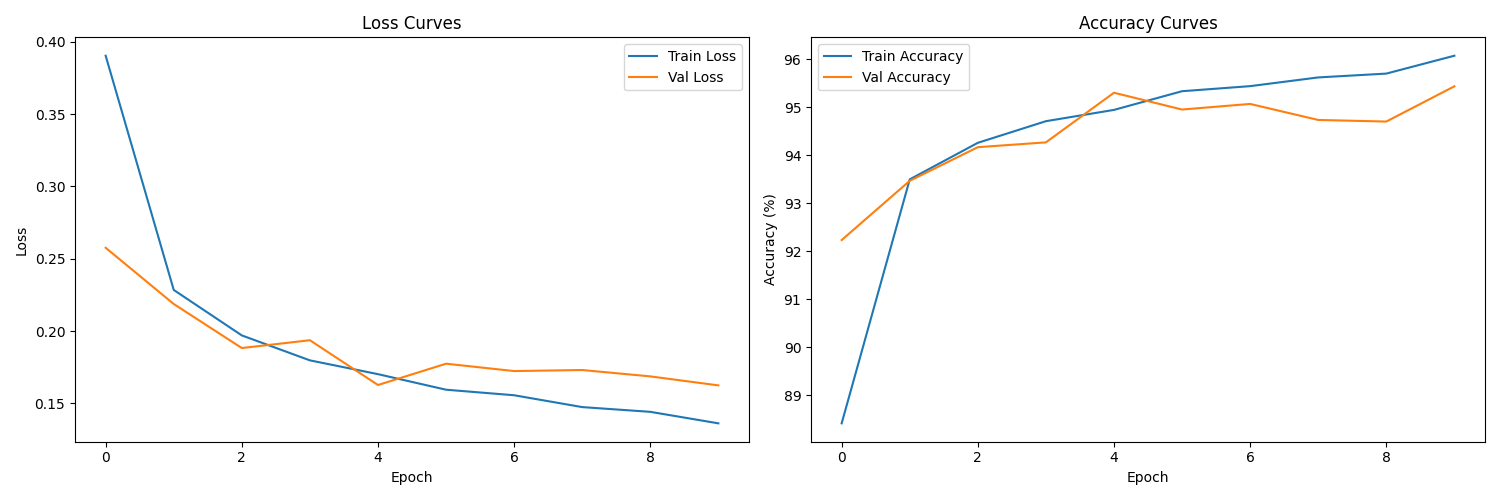 Loss Curves
0.40
0.35
0.30
0.25
0.20
0.15
Loss
0 2 4 6 8
Epoch
Train Loss
Val Loss
Accuracy Curves
96
95
94
93
92
91
90
89
Accuracy (%)
0 2 4 6 8
Epoch
Train Accuracy
Val Accuracy